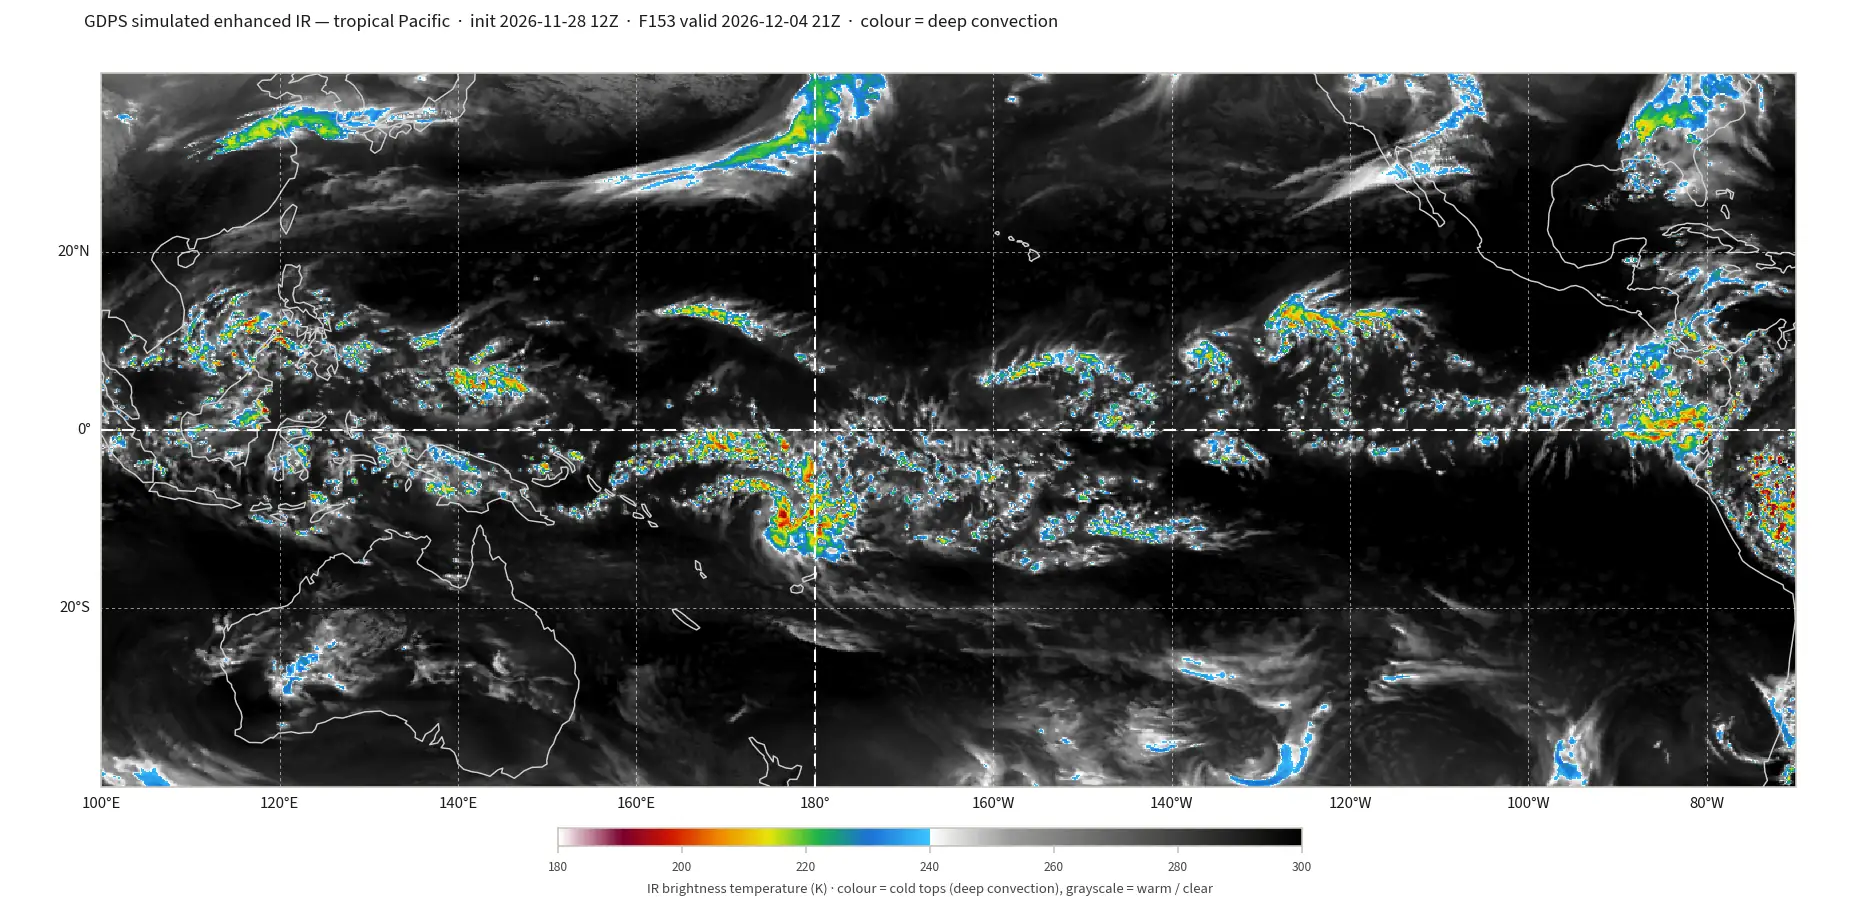 GDPS simulated enhanced IR — tropical Pacific · init 2026-11-28 12Z · F153 valid 2026-12-04 21Z · colour = deep convection
20°N
0°
20°S
100°E 120°E 140°E 160°E 180° 160°W 140°W 120°W 100°W 80°W
180 200 220 240 260 280 300
IR brightness temperature (K) · colour = cold tops (deep convection), grayscale = warm / clear